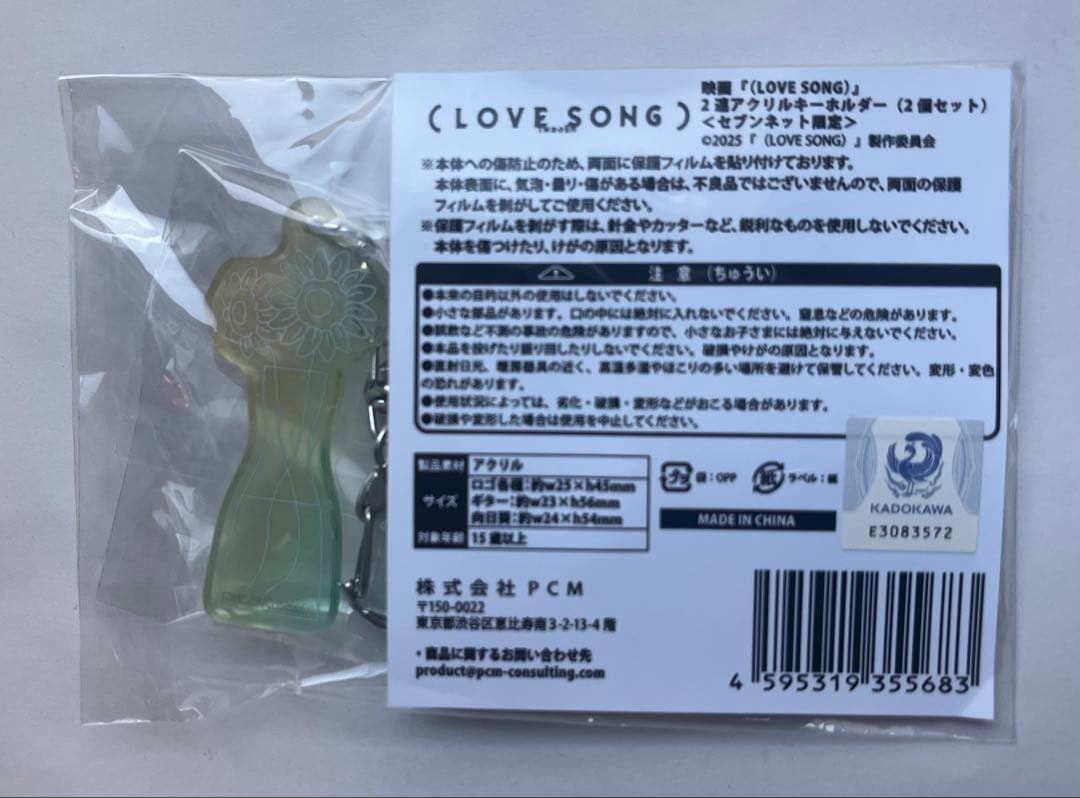 (LOVE SONG)
映画『(LOVE SONG)』
2連アクリルキーホルダー（2個セット）
＜セブンネット限定＞
©2025『（LOVE SONG）』製作委員会
※本体への傷防止のため、両面に保護フィルムを貼り付けております。
本体表面に、気泡・曇り・傷がある場合は、不良品ではございませんので、両面の保護
フィルムを剥がしてご使用ください。
※保護フィルムを剥がす際は、針金やカッターなど、鋭利なものを使用しないでください。
本体を傷つけたり、けがの原因となります。
注意（ちゅうい）
●本来の目的以外の使用はしないでください。
●小さな部品があります。口の中には絶対に入れないでください。窒息などの危険があります。
●誤飲など不測の事故の危険がありますので、小さなお子さまには絶対に与えないでください。
●本品を投げたり振り回したりしないでください。破損やけがの原因となります。
●直射日光、暖房器具の近く、高温多湿やほこりの多い場所を避けて保管してください。変形・変色
の恐れがあります。
●使用状況によっては、劣化・破損・変形などがおこる場合があります。
●破損や変形した場合は使用を中止してください。
製品素材 アクリル
サイズ ロゴ各種：約w25×h45mm
ギター：約w23×h56mm
向日葵：約w24×h54mm
対象年齢 15歳以上
プラ 袋：OPP 紙 ラベル：紙
MADE IN CHINA
KADOKAWA
E3083572
株式会社 PCM
〒150-0022
東京都渋谷区恵比寿南3-2-13-4階
・商品に関するお問い合わせ先
product@pcm-consulting.com
4 595319 355683